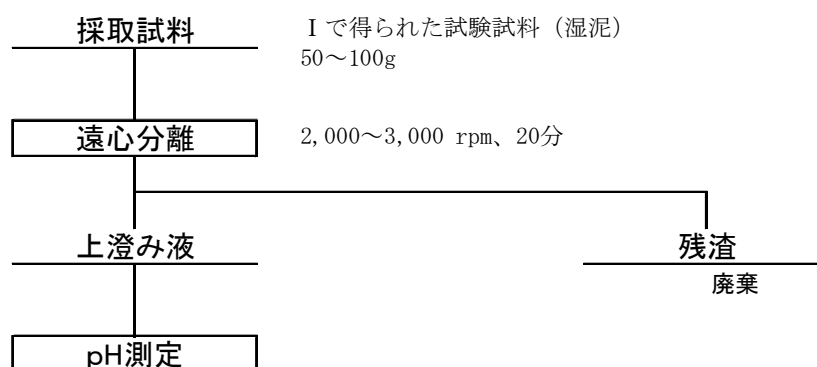 採取試料
Ⅰで得られた試験試料（湿泥）
50～100g
遠心分離
2,000～3,000 rpm、20分
上澄み液
残渣
廃棄
pH測定